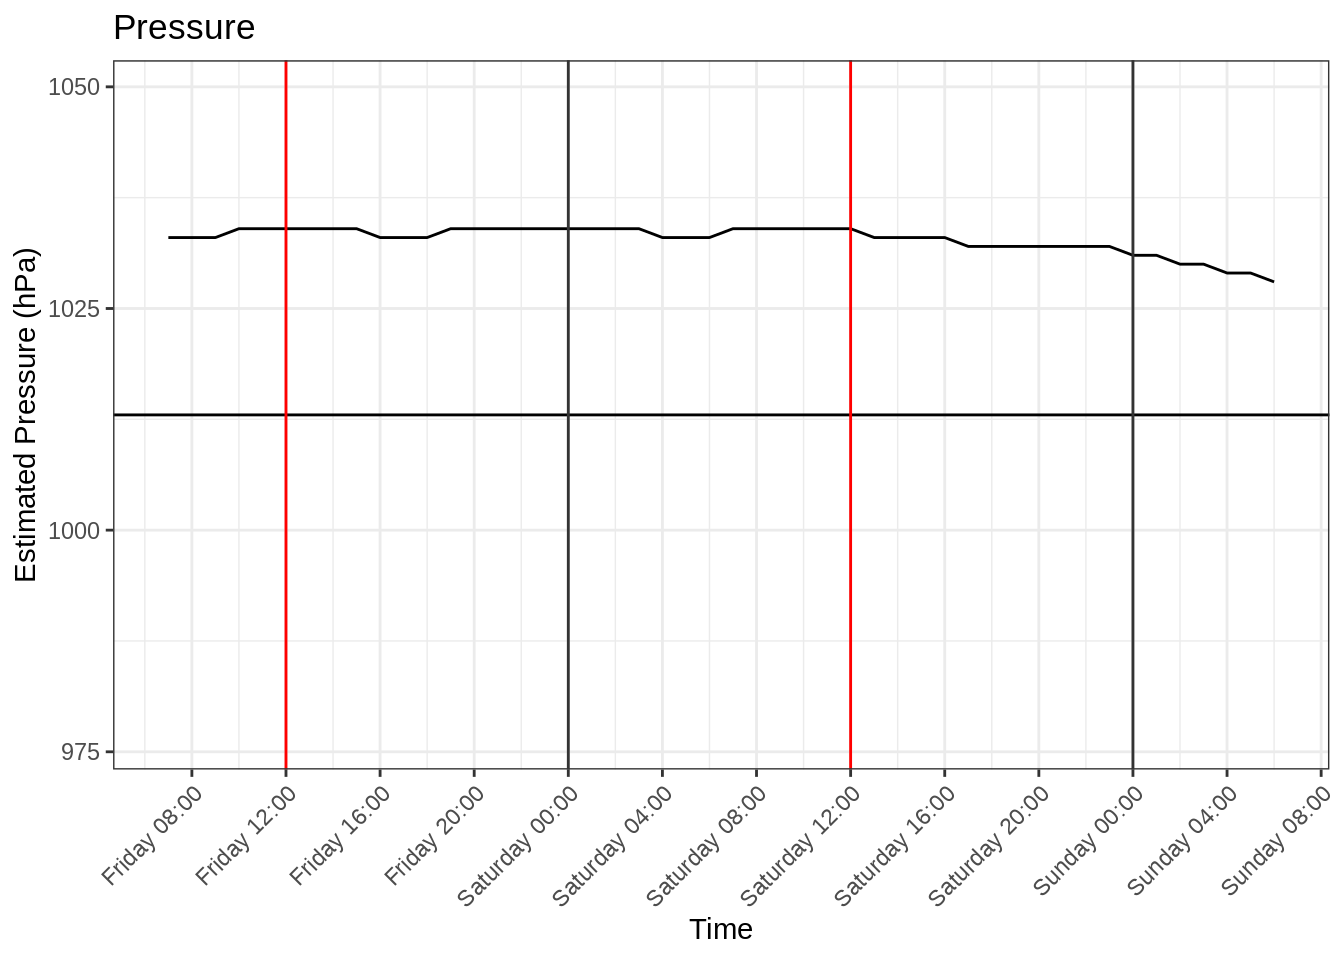 Pressure
Estimated Pressure (hPa)
1050
1025
1000
975
Friday 08:00
Friday 12:00
Friday 16:00
Friday 20:00
Saturday 00:00
Saturday 04:00
Saturday 08:00
Saturday 12:00
Saturday 16:00
Saturday 20:00
Sunday 00:00
Sunday 04:00
Sunday 08:00
Time